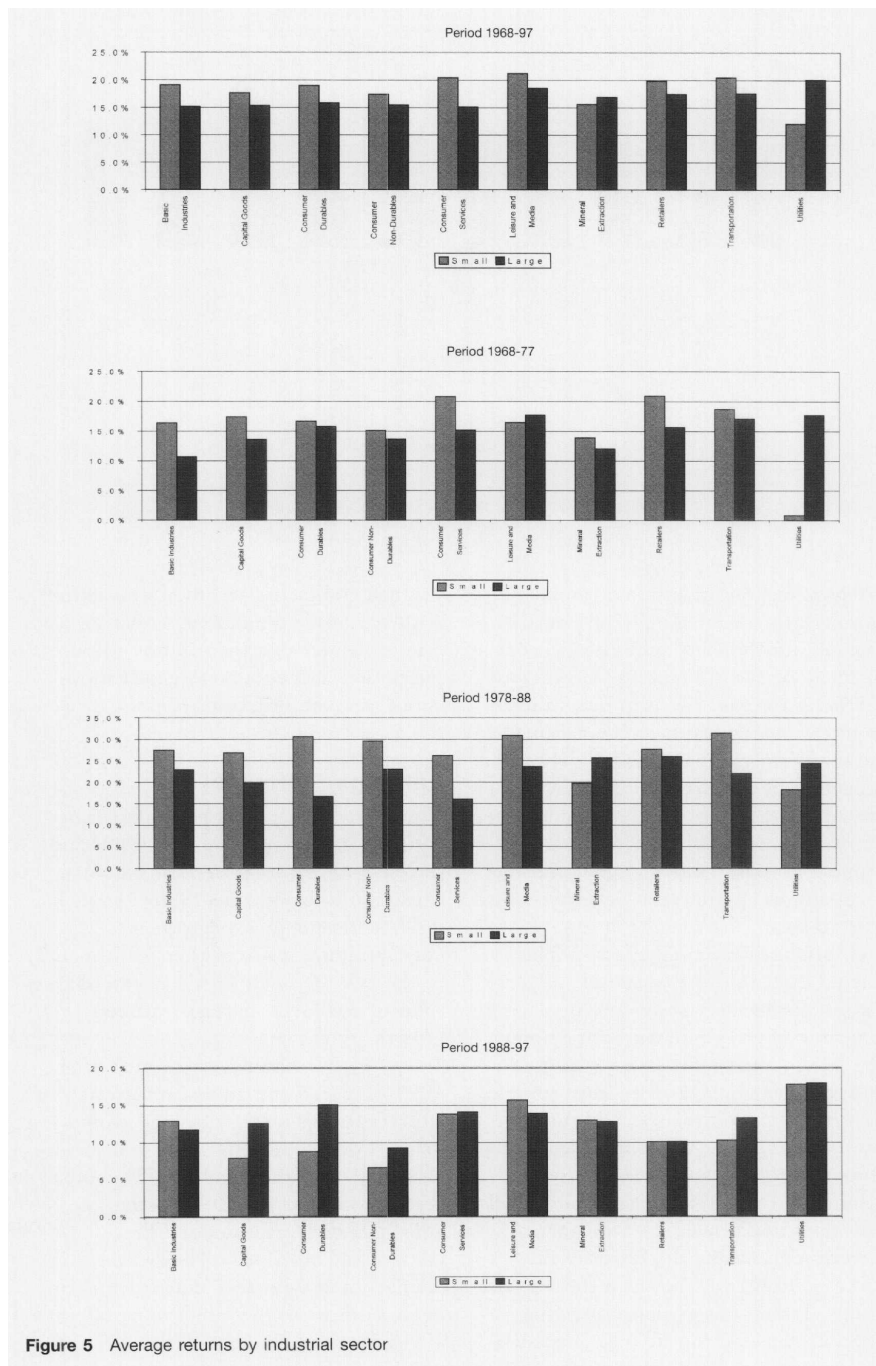 Period 1968-97
25.0%
20.0%
15.0%
10.0%
5.0%
0.0%
Basic
Industries
Capital Goods
Consumer
Durables
Consumer
Non-Durables
Consumer
Services
Leisure and
Media
Mineral
Extraction
Retailers
Transportation
Utilities
Small Large
Period 1968-77
25.0%
20.0%
15.0%
10.0%
5.0%
0.0%
Basic Industries
Capital Goods
Consumer
Durables
Consumer Non-
Durables
Consumer
Services
Leisure and
Media
Mineral
Extraction
Retailers
Transportation
Utilities
Small Large
Period 1978-88
35.0%
30.0%
25.0%
20.0%
15.0%
10.0%
5.0%
0.0%
Basic Industries
Capital Goods
Consumer
Durables
Consumer Non-
Durables
Consumer
Services
Leisure and
Media
Mineral
Extraction
Retailers
Transportation
Utilities
Small Large
Period 1988-97
20.0%
15.0%
10.0%
5.0%
0.0%
Basic Industries
Capital Goods
Consumer
Durables
Consumer Non-
Durables
Consumer
Services
Leisure and
Media
Mineral
Extraction
Retailers
Transportation
Utilities
Small Large
Figure 5 Average returns by industrial sector